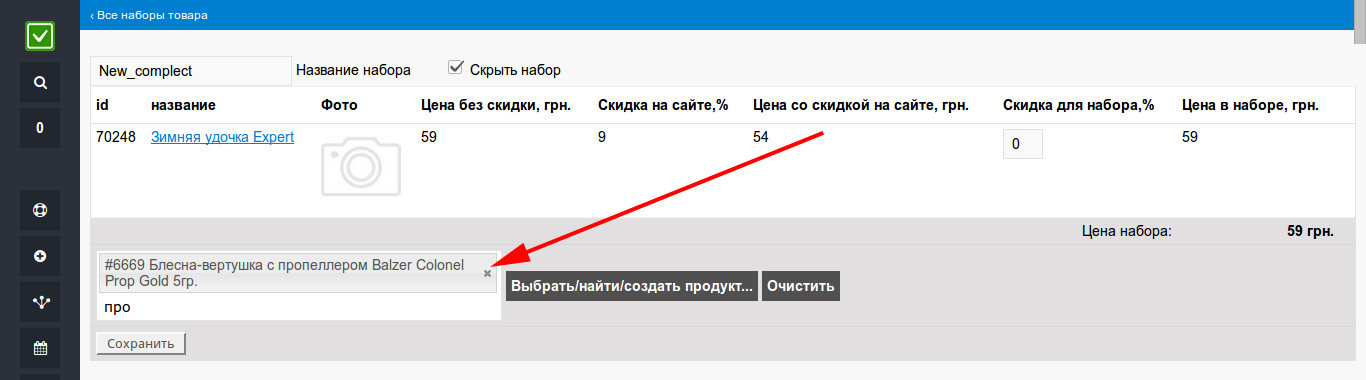 ‹ Все наборы товара
New_complect Название набора Скрыть набор
id название Фото Цена без скидки, грн. Скидка на сайте,% Цена со скидкой на сайте, грн. Скидка для набора,% Цена в наборе, грн.
70248 Зимняя удочка Expert 59 9 54 0 59
0
Цена набора: 59 грн.
#6669 Блесна-вертушка с пропеллером Balzer Colonel
Prop Gold 5гр.
Выбрать/найти/создать продукт... Очистить
про
Сохранить